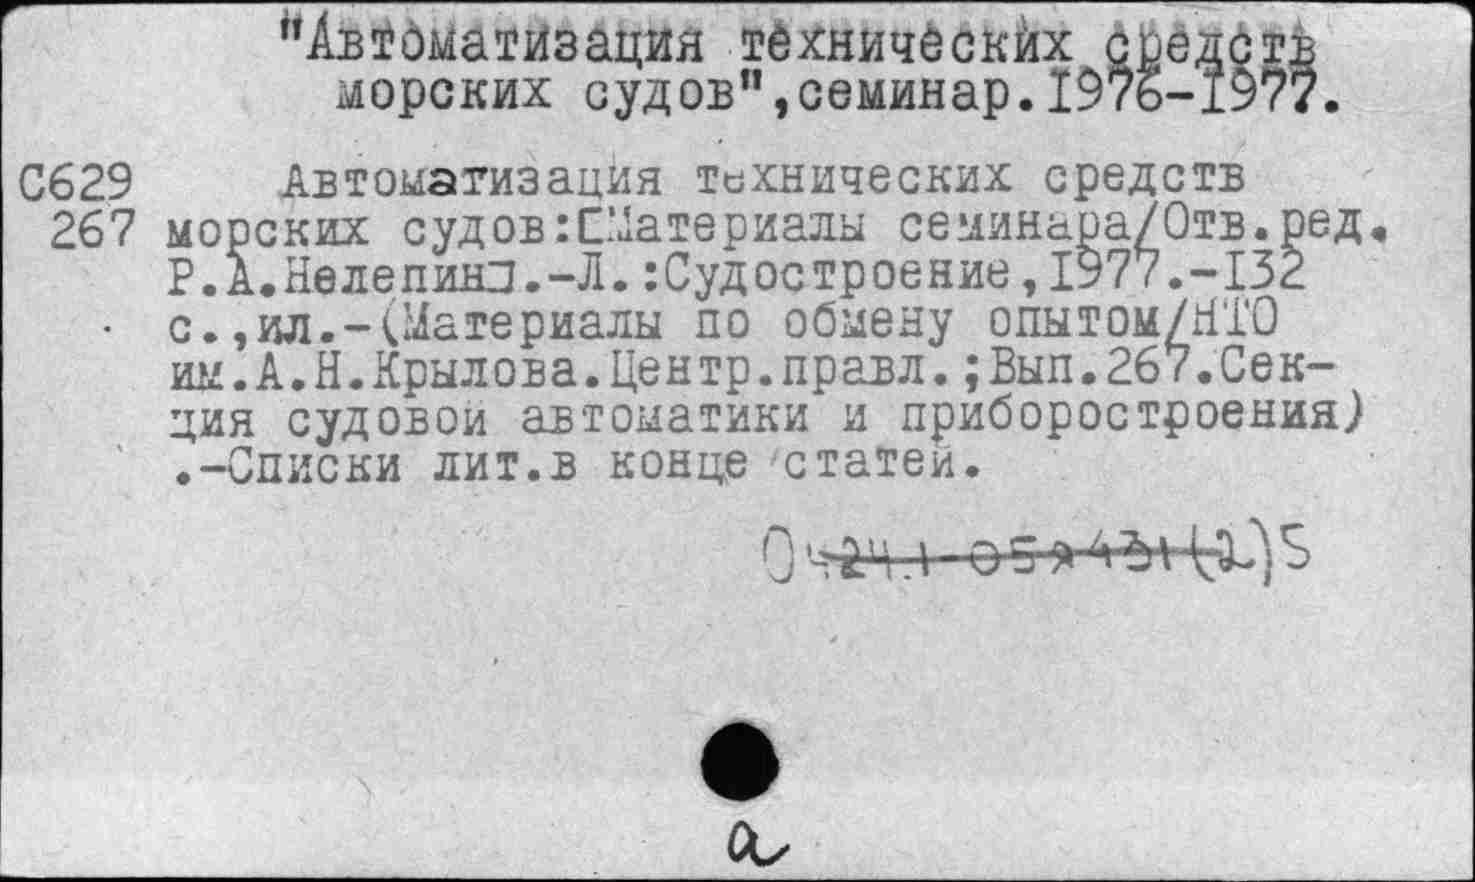 "Автоматизация технических средств
морских судов",семинар.1976-1977.
С629 Автоматизация технических средств
267 морских судов:[Материалы семинара/Отв.ред.
Р.А.Нелепин].-Л.:Судостроение,1977.-132
с.,ил.-(Материалы по обмену опытом/НТО
им.А.Н.Крылова.Центр.правл.;Вып.267.Сек-
ция судовой автоматики и приборостроения)
.-Списки лит.в конце статей.
а